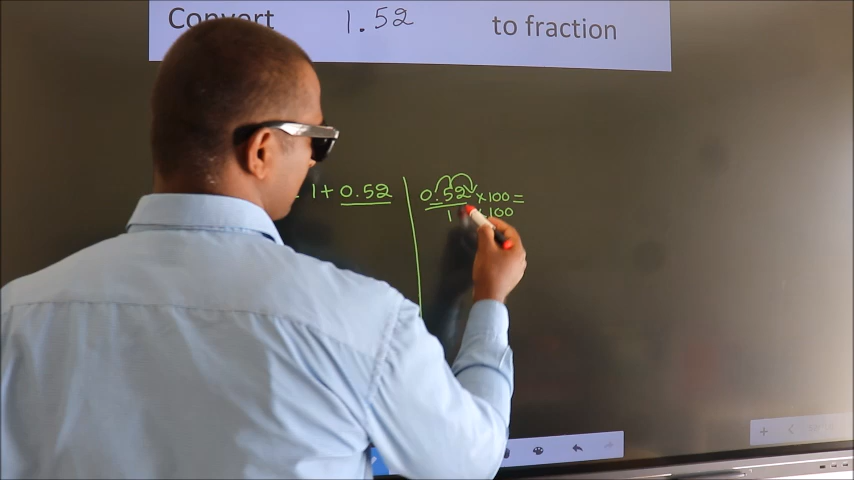 Convert 1.52 to fraction
1 + 0.52
0.52 × 100 =
1 × 100